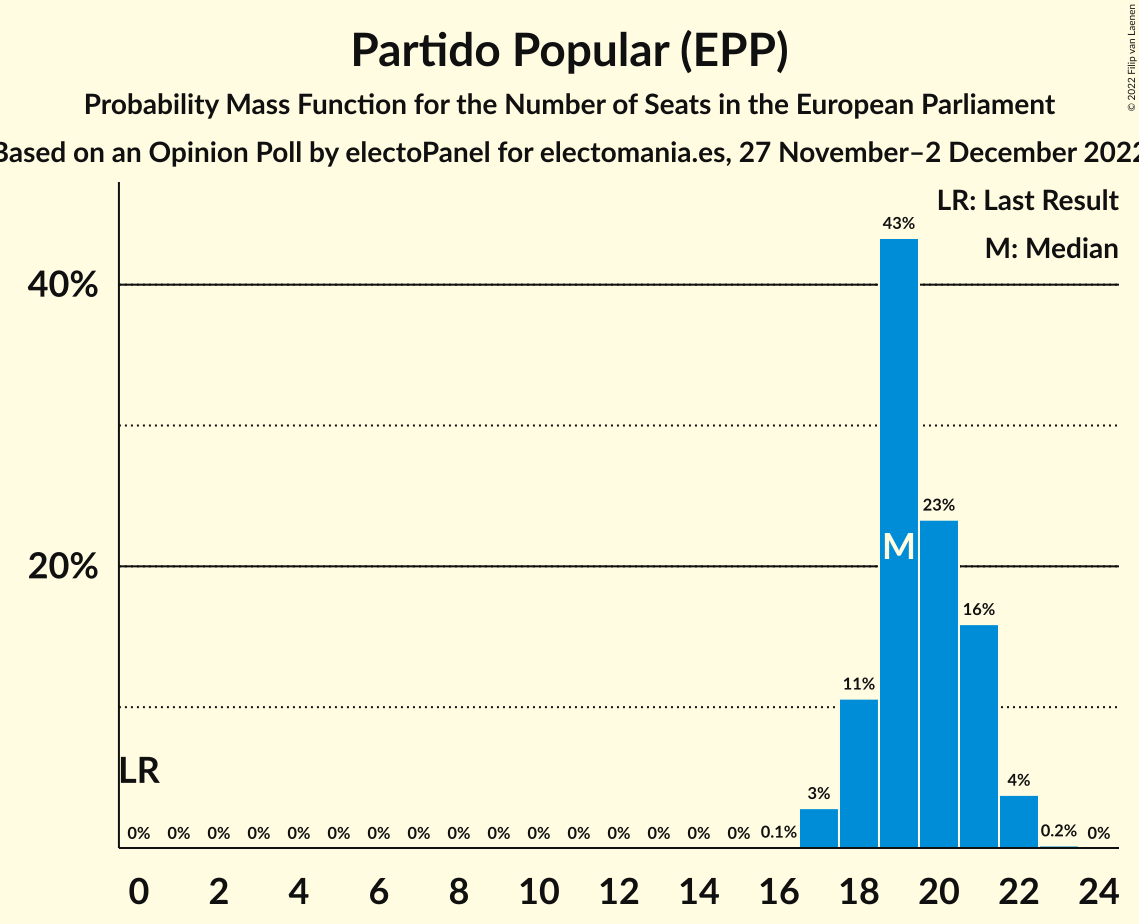 Partido Popular (EPP)
Probability Mass Function for the Number of Seats in the European Parliament
Based on an Opinion Poll by electoPanel for electomania.es, 27 November–2 December 2022
© 2022 Filip van Laenen
LR: Last Result
M: Median
43%
40%
23%
M
20%
16%
11%
LR
3%
4%
0% 0% 0% 0% 0% 0% 0% 0% 0% 0% 0% 0% 0% 0% 0% 0% 0.1% 0.2% 0%
0 2 4 6 8 10 12 14 16 18 20 22 24